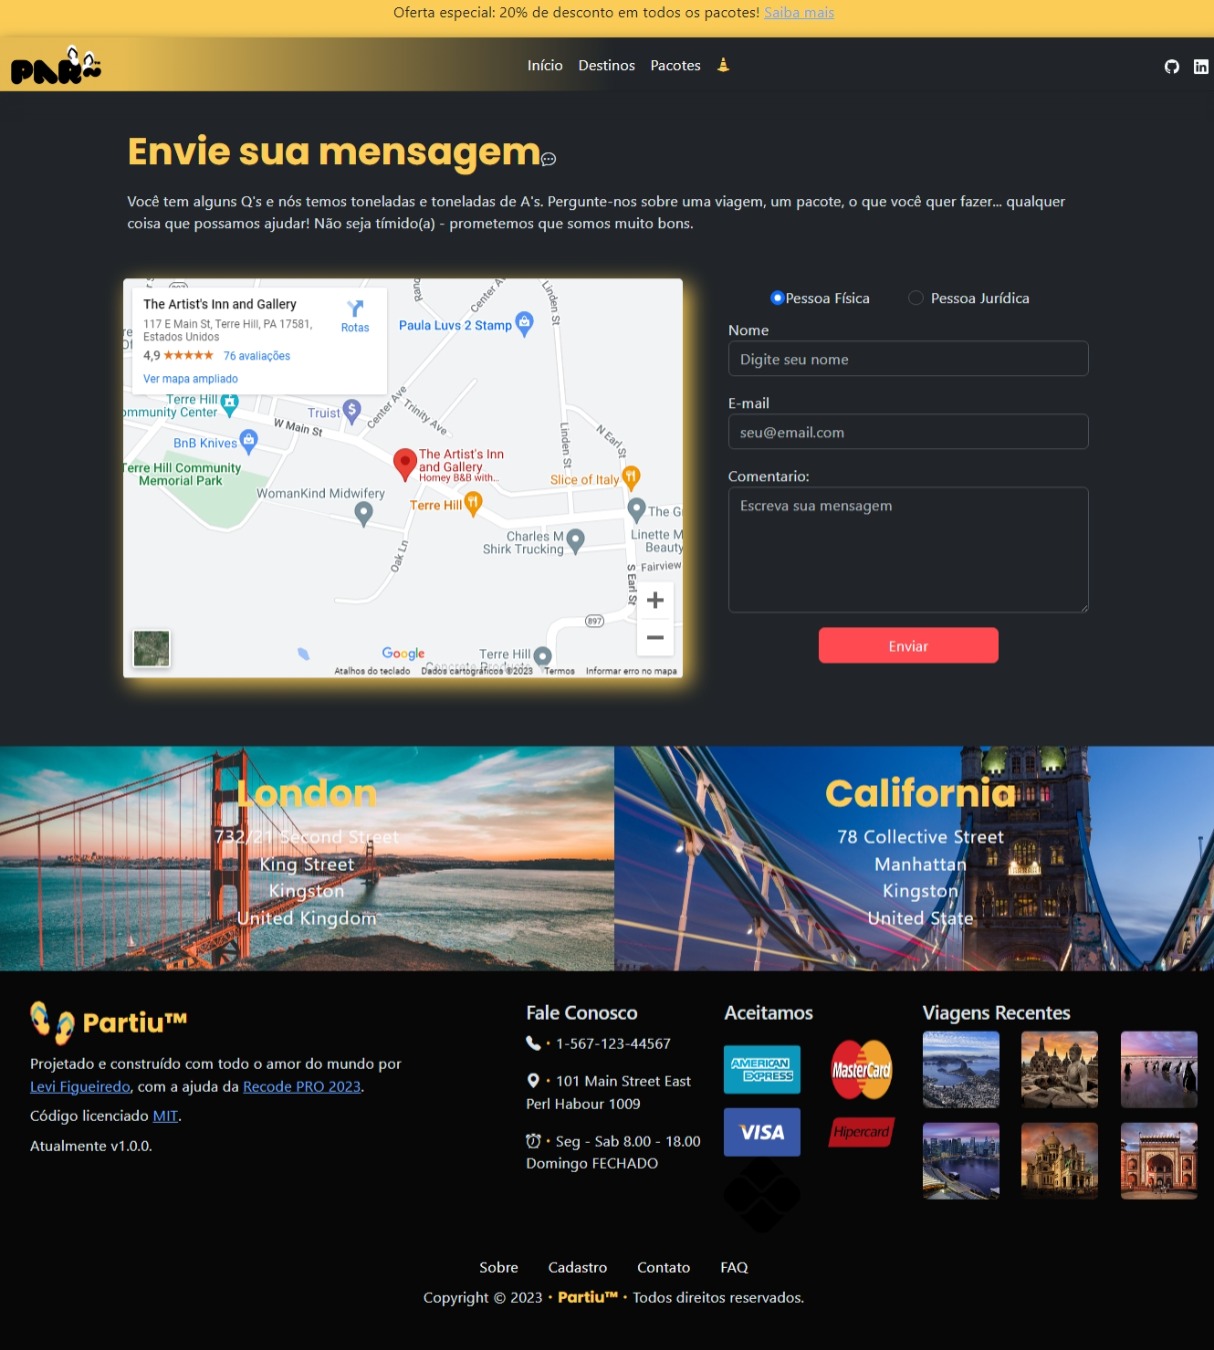 Oferta especial: 20% de desconto em todos os pacotes! Saiba mais
PAR~
Início Destinos Pacotes
Envie sua mensagem
Você tem alguns Q's e nós temos toneladas e toneladas de A's. Pergunte-nos sobre uma viagem, um pacote, o que você quer fazer... qualquer
coisa que possamos ajudar! Não seja tímido(a) - prometemos que somos muito bons.
The Artist's Inn and Gallery
117 E Main St, Terre Hill, PA 17581,
Estados Unidos
Rotas
4,9 ★★★★★ 76 avaliações
Ver mapa ampliado
Center A
Linden St
Paula Luvs 2 Stamp
Terre Hill
ommunity Center
Truist
Center Ave
Trinity Ave
W Main St
BnB Knives
Linden St
N Earl St
Terre Hill Community
Memorial Park
The Artist's Inn
and Gallery
Homey B&B with...
Slice of Italy
WomanKind Midwifery
Terre Hill
The G
Charles M
Shirk Trucking
Linette M
Beauty
Oak Ln
Fairview
S Earl St
897
Google
Terre Hill
Concrete Products
Atalhos do teclado Dados cartográficos ©2023 Termos Informar erro no mapa
Pessoa Física Pessoa Jurídica
Nome
Digite seu nome
E-mail
seu@email.com
Comentario:
Escreva sua mensagem
Enviar
London
732/21 Second Street
King Street
Kingston
United Kingdom
California
78 Collective Street
Manhattan
Kingston
United State
Partiu™
Projetado e construído com todo o amor do mundo por
Levi Figueiredo, com a ajuda da Recode PRO 2023.
Código licenciado MIT.
Atualmente v1.0.0.
Fale Conosco
• 1-567-123-44567
• 101 Main Street East
Perl Habour 1009
• Seg - Sab 8.00 - 18.00
Domingo FECHADO
Aceitamos
AMERICAN
EXPRESS
MasterCard
VISA
Hipercard
Viagens Recentes
Sobre Cadastro Contato FAQ
Copyright © 2023 • Partiu™ • Todos direitos reservados.